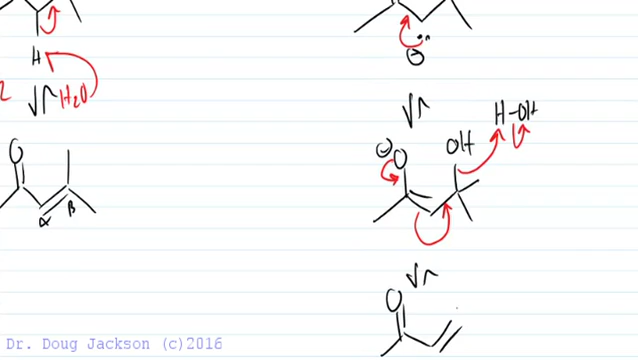 H
H₂O
O
α β
⊖
H-OH
OH
⊖
O
O
Dr. Doug Jackson (c)2016